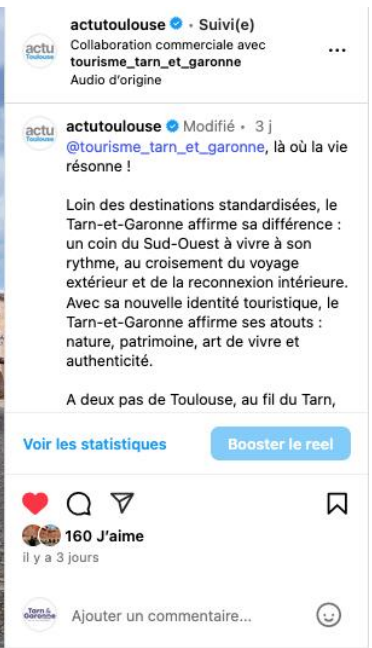 actutoulouse • Suivi(e)
actu
Toulouse
Collaboration commerciale avec
tourisme_tarn_et_garonne
Audio d'origine
actu
Toulouse
actutoulouse Modifié • 3 j
@tourisme_tarn_et_garonne, là où la vie
résonne !
Loin des destinations standardisées, le
Tarn-et-Garonne affirme sa différence :
un coin du Sud-Ouest à vivre à son
rythme, au croisement du voyage
extérieur et de la reconnexion intérieure.
Avec sa nouvelle identité touristique, le
Tarn-et-Garonne affirme ses atouts :
nature, patrimoine, art de vivre et
authenticité.
A deux pas de Toulouse, au fil du Tarn,
Voir les statistiques
Booster le reel
160 J'aime
il y a 3 jours
Tarn &
Garonne
Ajouter un commentaire...